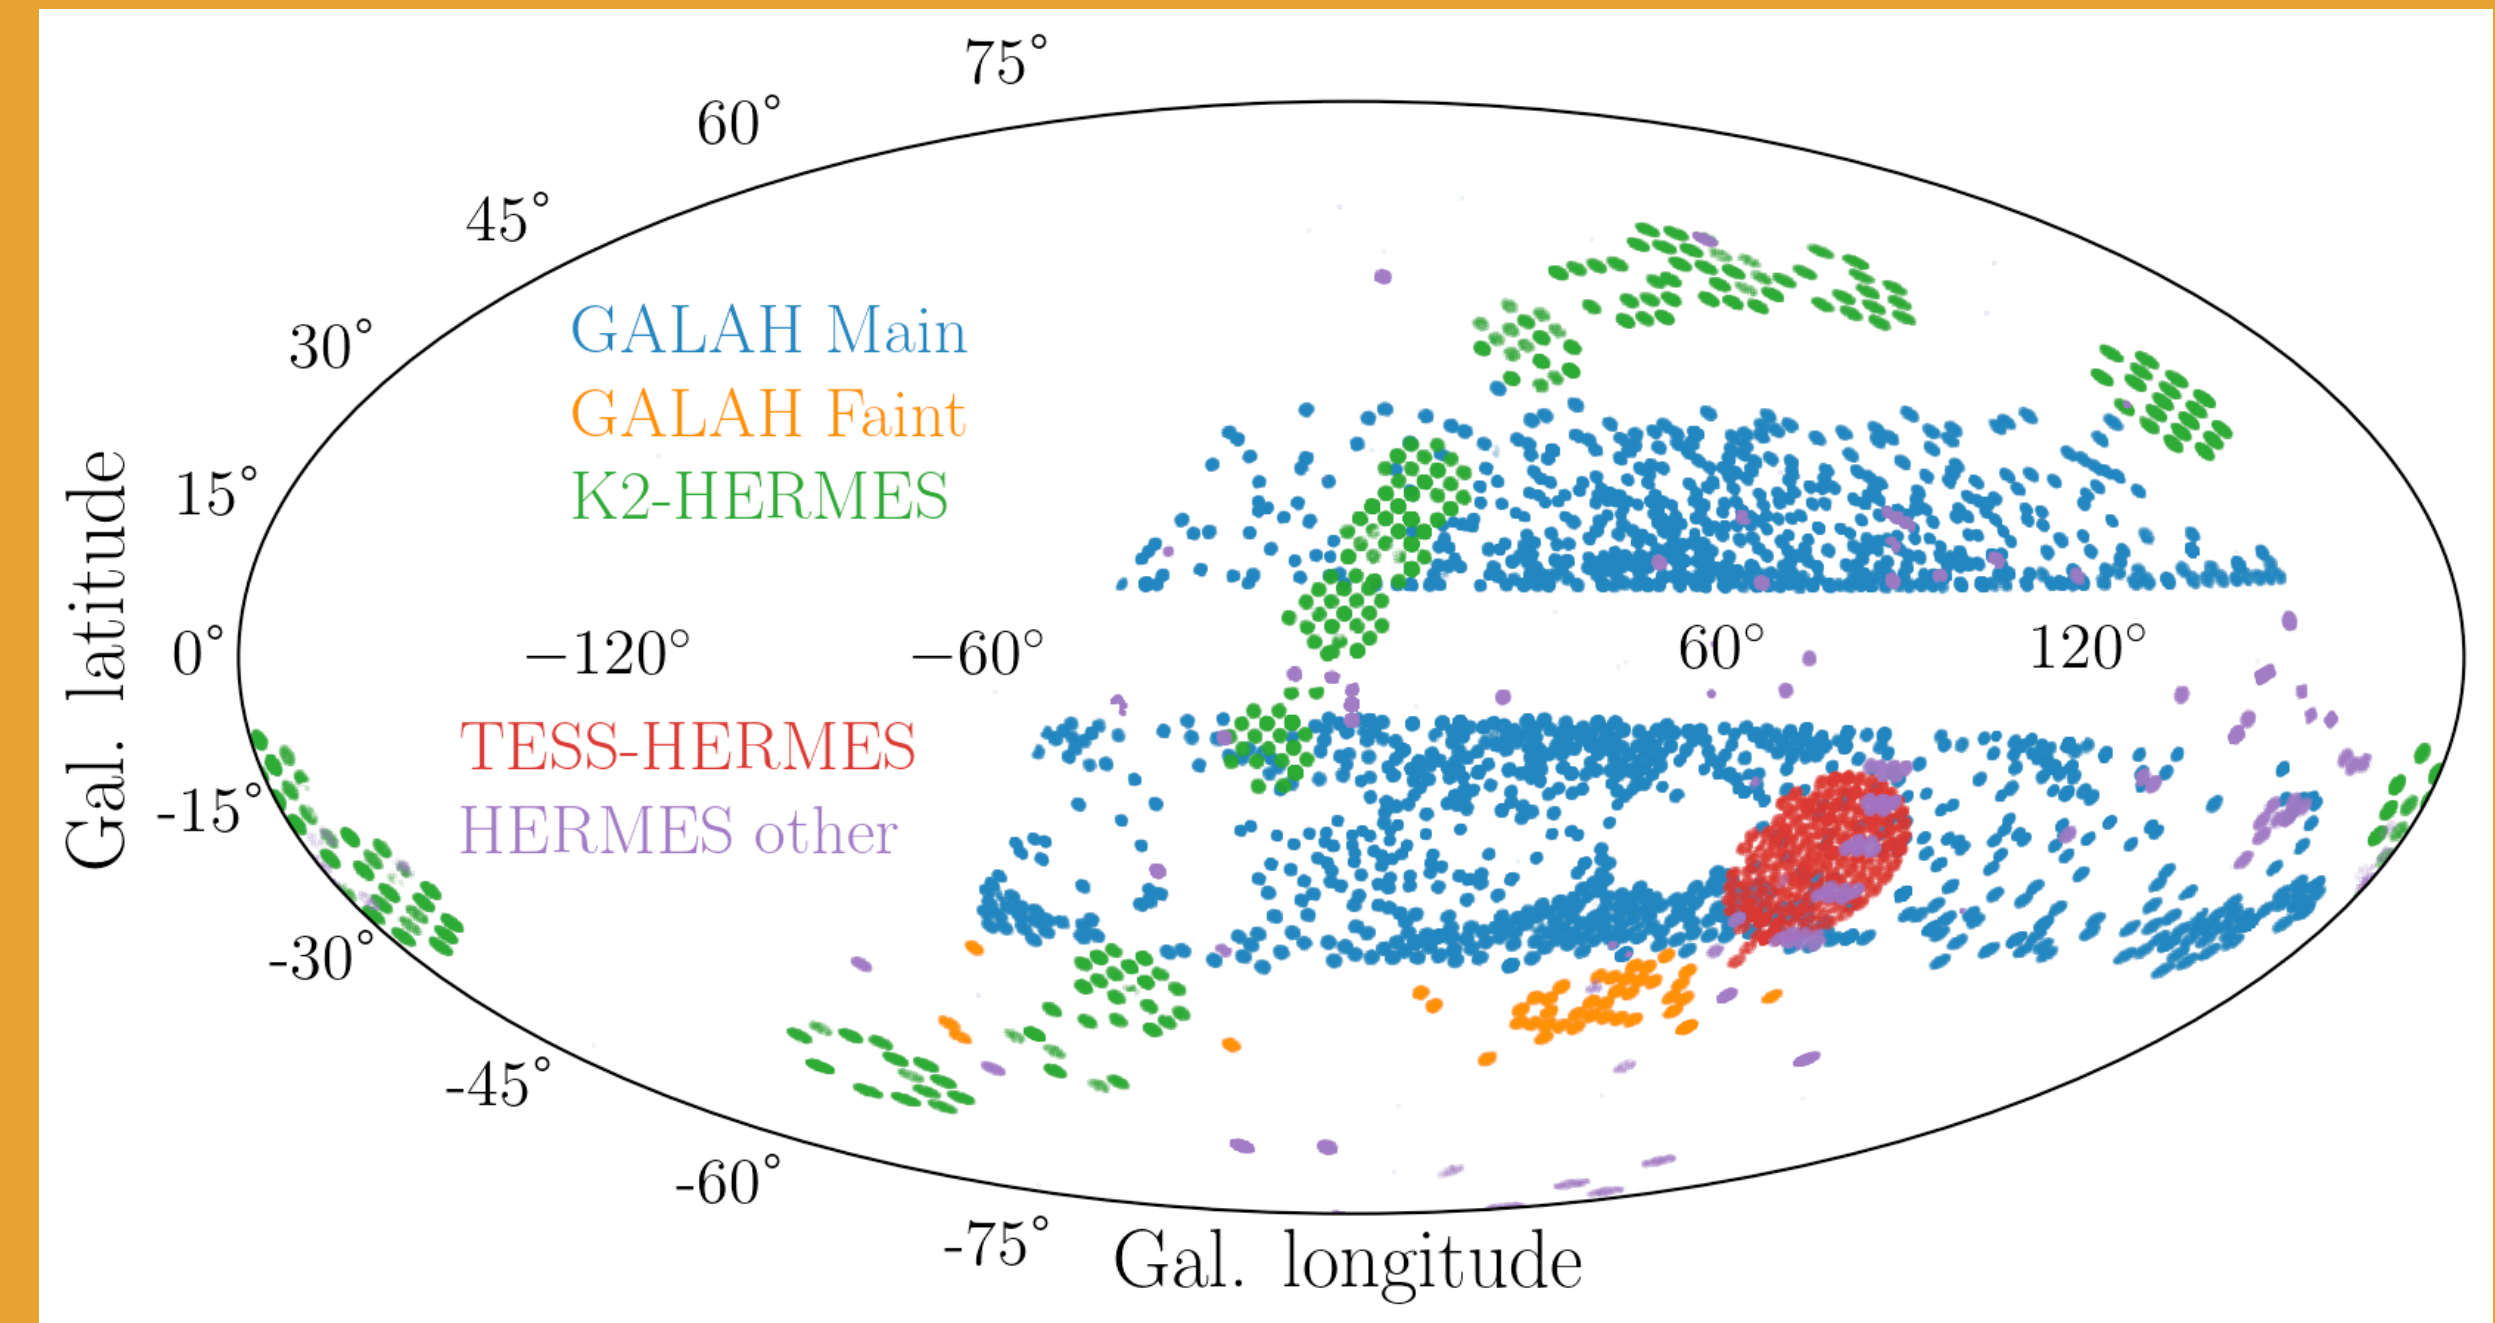 75°
60°
45°
30°
GALAH Main
GALAH Faint
15°
K2-HERMES
Gal. latitude
0°
−120°
−60°
60°
120°
TESS-HERMES
-15°
HERMES other
-30°
-45°
-60°
-75°
Gal. longitude